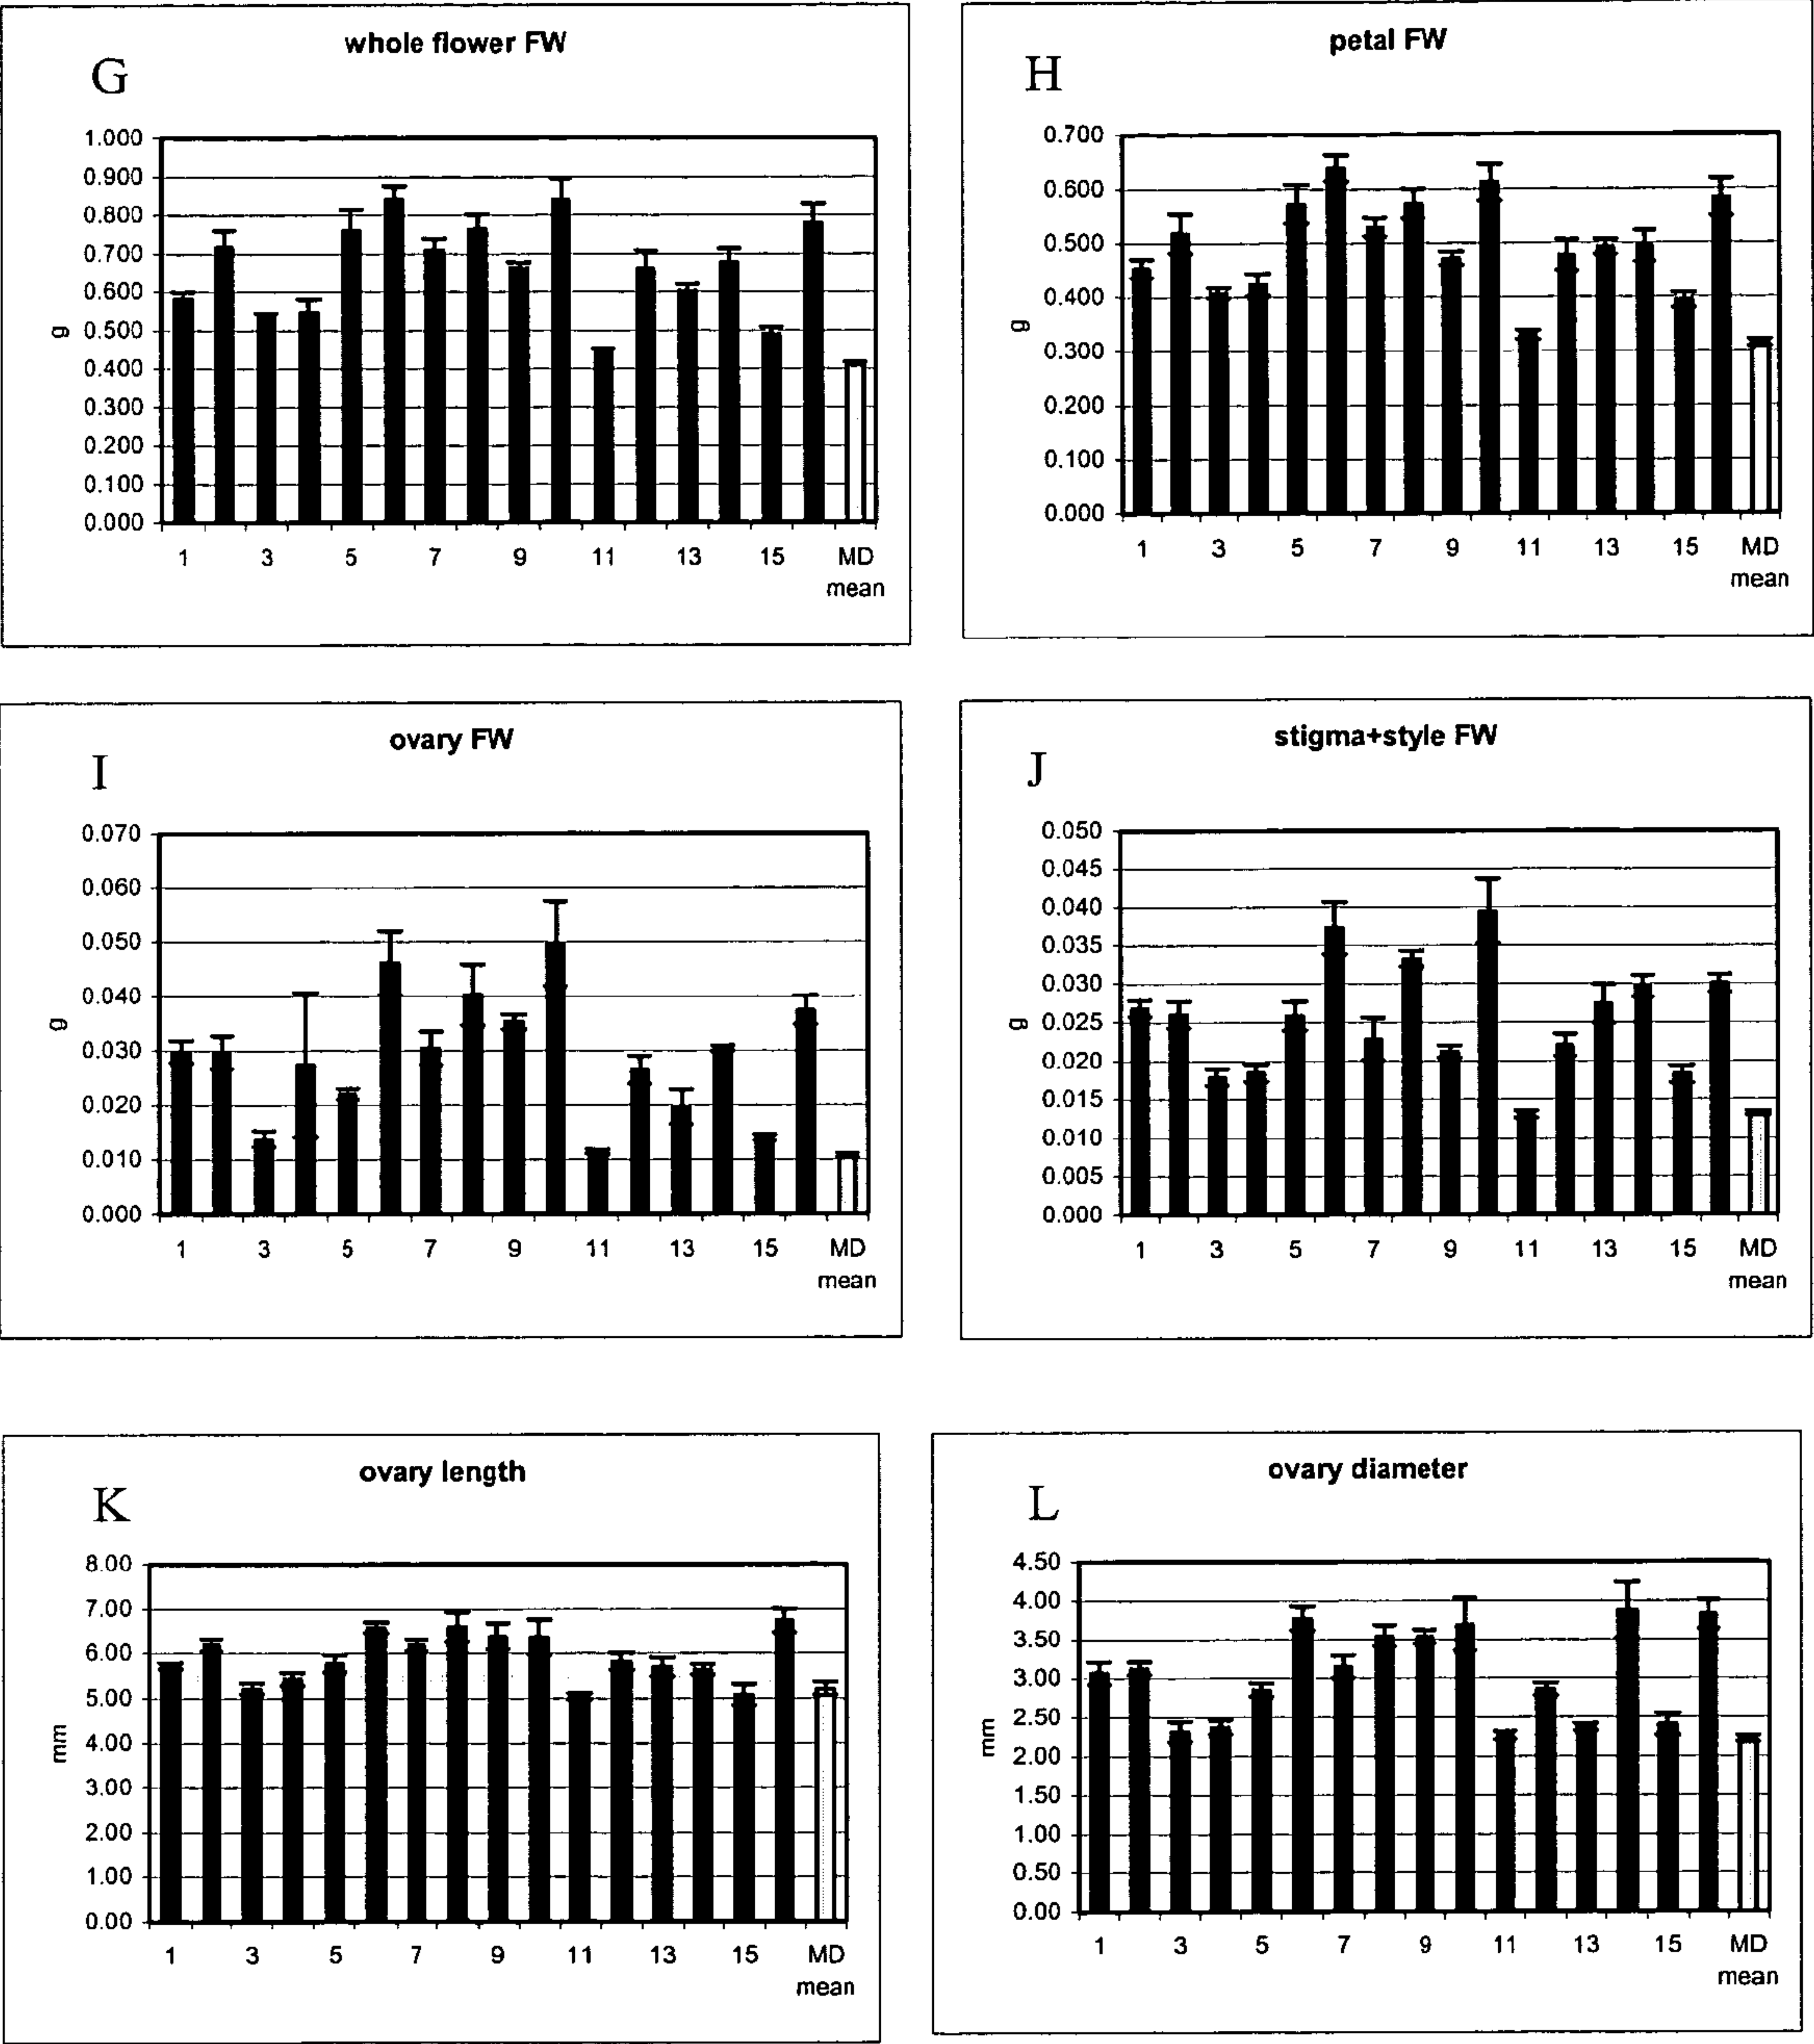 whole flower FW
G
1.000
0.900
0.800
0.700
0.600
0.500
0.400
0.300
0.200
0.100
0.000
g
1 3 5 7 9 11 13 15 MD
mean
petal FW
H
0.700
0.600
0.500
0.400
0.300
0.200
0.100
0.000
g
1 3 5 7 9 11 13 15 MD
mean
ovary FW
I
0.070
0.060
0.050
0.040
0.030
0.020
0.010
0.000
g
1 3 5 7 9 11 13 15 MD
mean
stigma+style FW
J
0.050
0.045
0.040
0.035
0.030
0.025
0.020
0.015
0.010
0.005
0.000
g
1 3 5 7 9 11 13 15 MD
mean
ovary length
K
8.00
7.00
6.00
5.00
4.00
3.00
2.00
1.00
0.00
mm
1 3 5 7 9 11 13 15 MD
mean
ovary diameter
L
4.50
4.00
3.50
3.00
2.50
2.00
1.50
1.00
0.50
0.00
mm
1 3 5 7 9 11 13 15 MD
mean